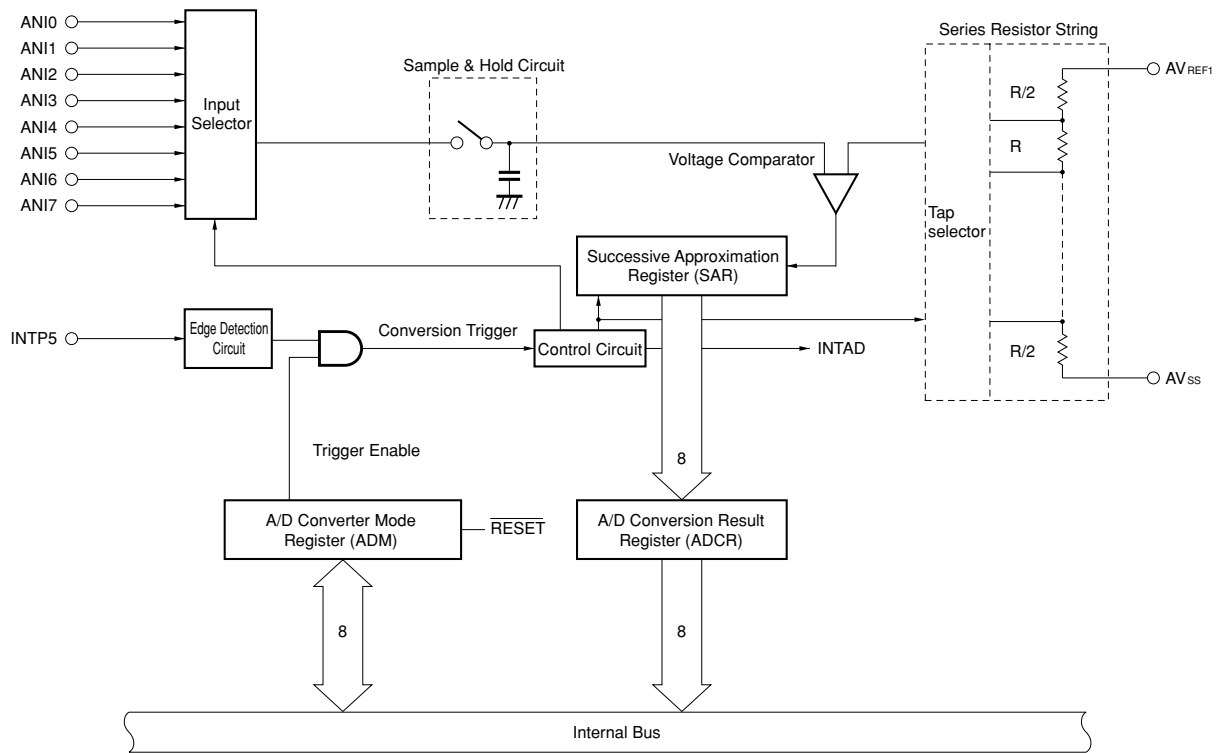 ANI0
ANI1
ANI2
ANI3
ANI4
ANI5
ANI6
ANI7
Input
Selector
Sample & Hold Circuit
Series Resistor String
AVREF1
R/2
R
Voltage Comparator
Tap
selector
Successive Approximation
Register (SAR)
INTP5
Edge Detection
Circuit
Conversion Trigger
Control Circuit
INTAD
R/2
AVSS
Trigger Enable
8
A/D Converter Mode
Register (ADM)
RESET
A/D Conversion Result
Register (ADCR)
8
8
Internal Bus